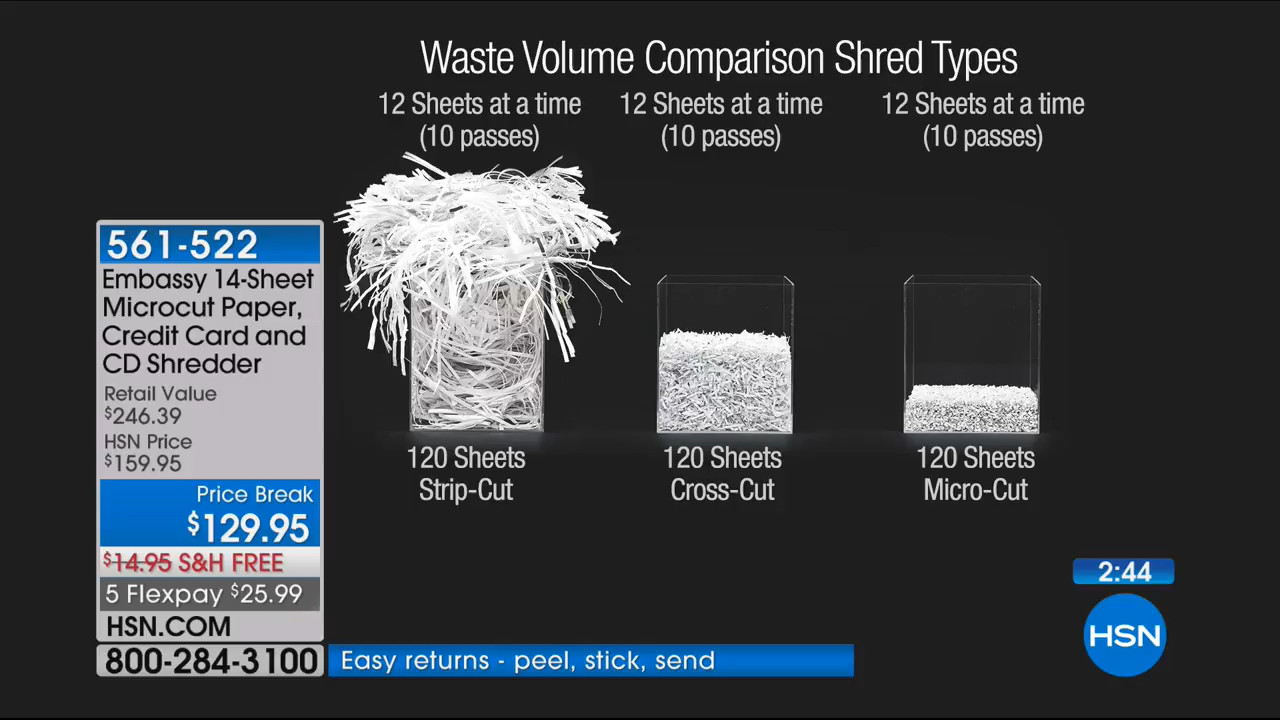 Waste Volume Comparison Shred Types
12 Sheets at a time
(10 passes)
12 Sheets at a time
(10 passes)
12 Sheets at a time
(10 passes)
120 Sheets
Strip-Cut
120 Sheets
Cross-Cut
120 Sheets
Micro-Cut
561-522
Embassy 14-Sheet
Microcut Paper,
Credit Card and
CD Shredder
Retail Value
$246.39
HSN Price
$159.95
Price Break
$129.95
$14.95 S&H FREE
5 Flexpay $25.99
HSN.COM
800-284-3100
Easy returns - peel, stick, send
2:44
HSN